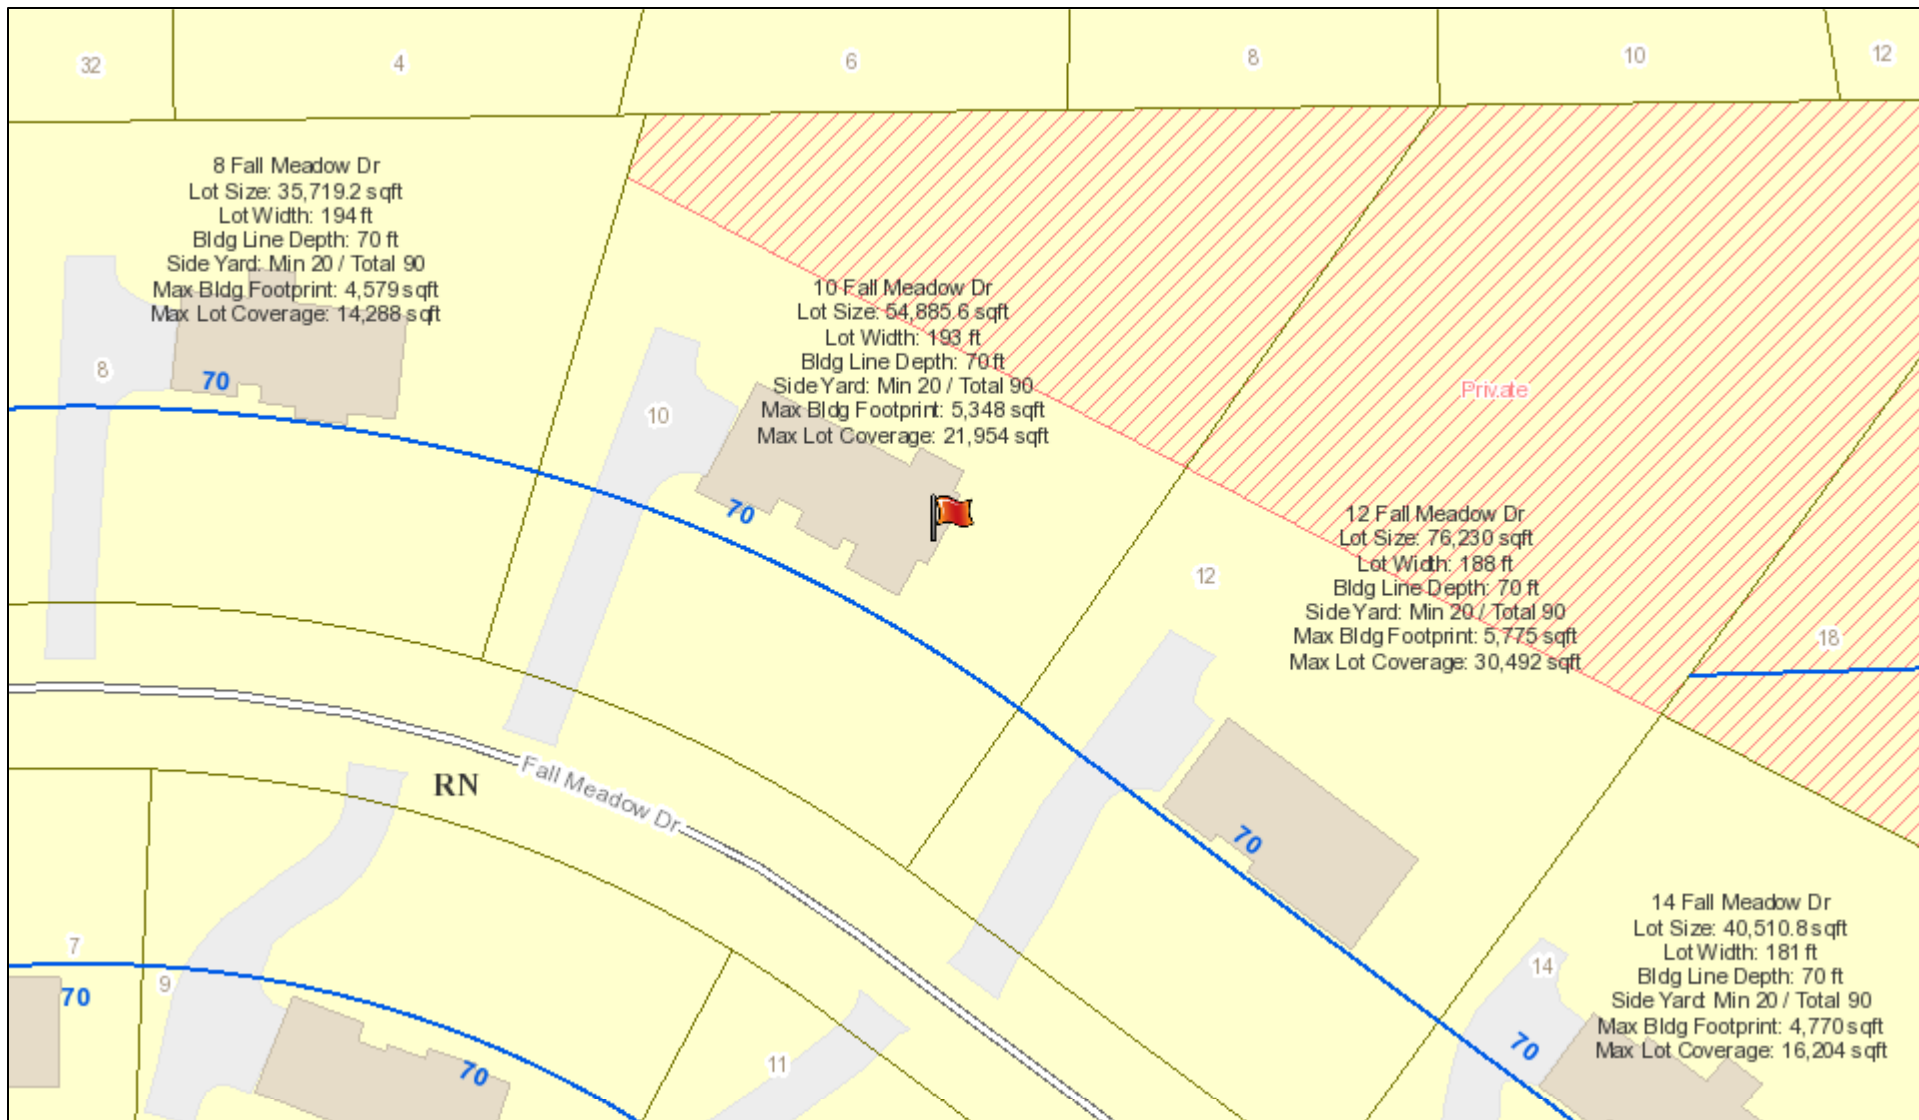 32
4
6
8
10
12
8 Fall Meadow Dr
Lot Size: 35,719.2 sqft
Lot Width: 194 ft
Bldg Line Depth: 70 ft
Side Yard: Min 20 / Total 90
Max Bldg Footprint: 4,579 sqft
Max Lot Coverage: 14,288 sqft
8
70
10 Fall Meadow Dr
Lot Size: 54,885.6 sqft
Lot Width: 193 ft
Bldg Line Depth: 70 ft
Side Yard: Min 20 / Total 90
Max Bldg Footprint: 5,348 sqft
Max Lot Coverage: 21,954 sqft
10
70
Private
12 Fall Meadow Dr
Lot Size: 76,230 sqft
Lot Width: 188 ft
Bldg Line Depth: 70 ft
Side Yard: Min 20 / Total 90
Max Bldg Footprint: 5,775 sqft
Max Lot Coverage: 30,492 sqft
12
18
RN
Fall Meadow Dr
70
14 Fall Meadow Dr
Lot Size: 40,510.8 sqft
Lot Width: 181 ft
Bldg Line Depth: 70 ft
Side Yard: Min 20 / Total 90
Max Bldg Footprint: 4,770 sqft
Max Lot Coverage: 16,204 sqft
14
70
7
70
9
70
11